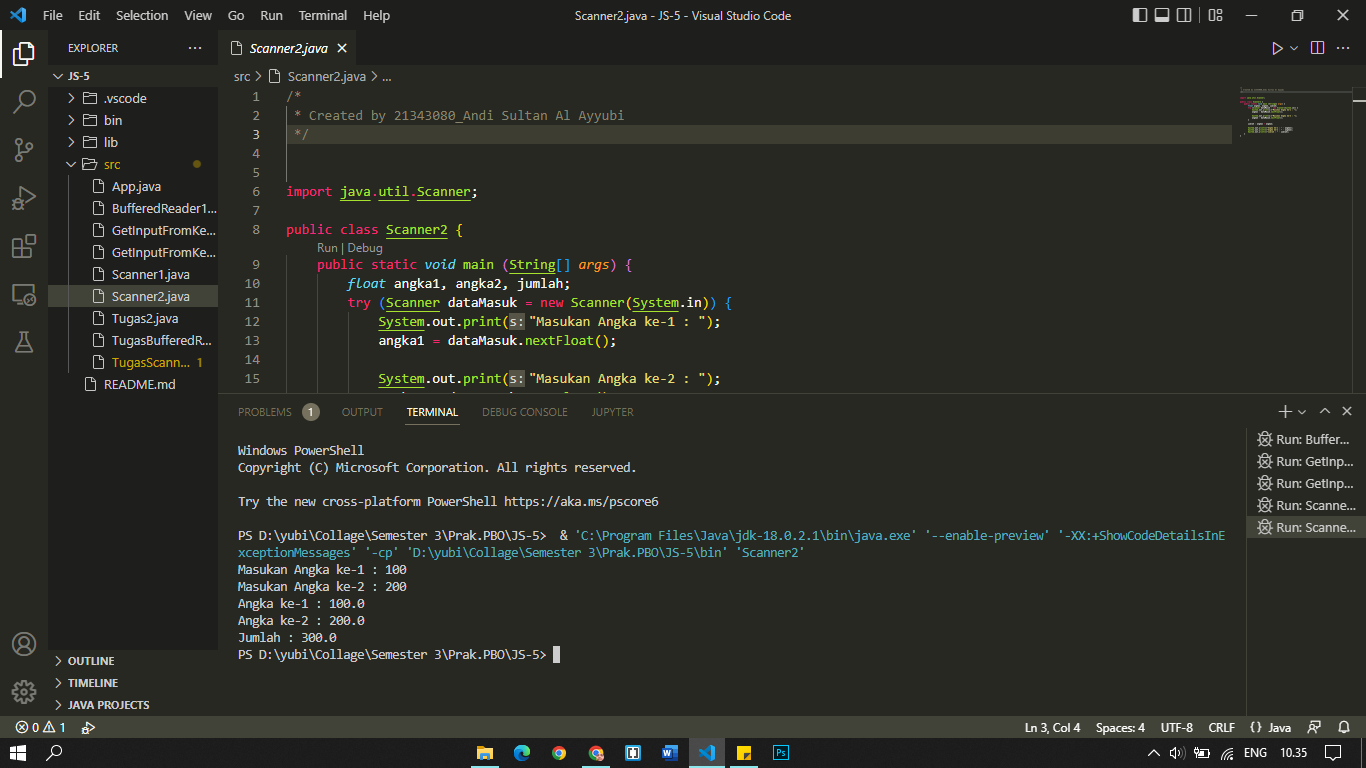 File Edit Selection View Go Run Terminal Help
Scanner2.java - JS-5 - Visual Studio Code
EXPLORER
JS-5
.vscode
bin
lib
src
App.java
BufferedReader1...
GetInputFromKe...
GetInputFromKe...
Scanner1.java
Scanner2.java
Tugas2.java
TugasBufferedR...
TugasScann... 1
README.md
OUTLINE
TIMELINE
JAVA PROJECTS
Scanner2.java
src > Scanner2.java > ...
1 /*
2 * Created by 21343080_Andi Sultan Al Ayyubi
3 */
4
5
6 import java.util.Scanner;
7
8 public class Scanner2 {
Run | Debug
9 public static void main (String[] args) {
10 float angka1, angka2, jumlah;
11 try (Scanner dataMasuk = new Scanner(System.in)) {
12 System.out.print(s:"Masukan Angka ke-1 : ");
13 angka1 = dataMasuk.nextFloat();
14
15 System.out.print(s:"Masukan Angka ke-2 : ");
PROBLEMS 1 OUTPUT TERMINAL DEBUG CONSOLE JUPYTER
Windows PowerShell
Copyright (C) Microsoft Corporation. All rights reserved.
Try the new cross-platform PowerShell https://aka.ms/pscore6
PS D:\yubi\Collage\Semester 3\Prak.PBO\JS-5> & 'C:\Program Files\Java\jdk-18.0.2.1\bin\java.exe' '--enable-preview' '-XX:+ShowCodeDetailsInE
xceptionMessages' '-cp' 'D:\yubi\Collage\Semester 3\Prak.PBO\JS-5\bin' 'Scanner2'
Masukan Angka ke-1 : 100
Masukan Angka ke-2 : 200
Angka ke-1 : 100.0
Angka ke-2 : 200.0
Jumlah : 300.0
PS D:\yubi\Collage\Semester 3\Prak.PBO\JS-5>
Run: Buffer...
Run: GetInp...
Run: GetInp...
Run: Scanne...
Run: Scanne...
0 1
Ln 3, Col 4 Spaces: 4 UTF-8 CRLF {} Java
ENG 10.35